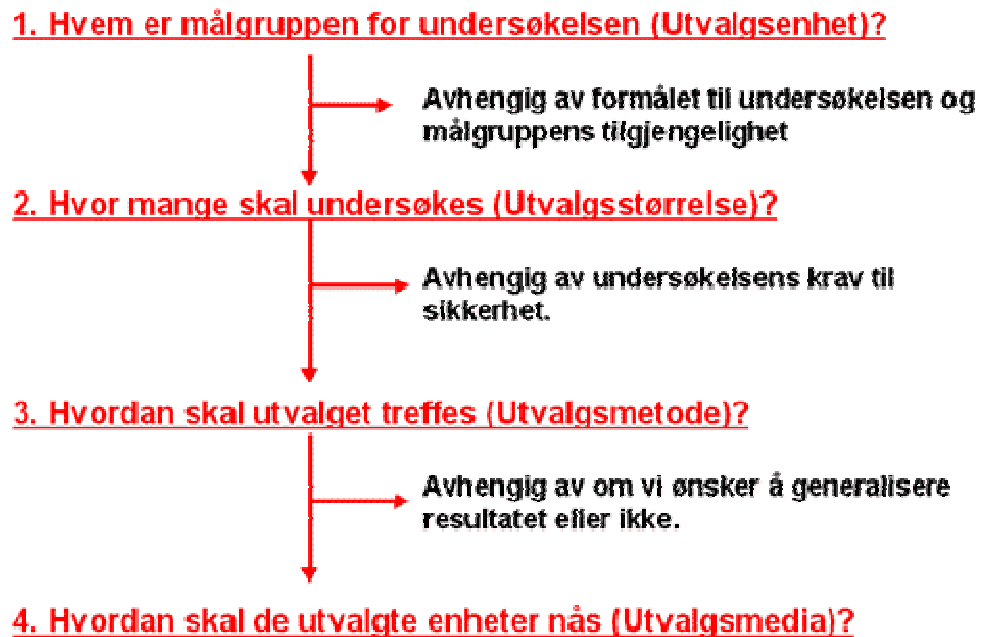 1. Hvem er målgruppen for undersøkelsen (Utvalgsenhet)?
Avhengig av formålet til undersøkelsen og
målgruppens tilgjengelighet
2. Hvor mange skal undersøkes (Utvalgsstørrelse)?
Avhengig av undersøkelsens krav til
sikkerhet.
3. Hvordan skal utvalget treffes (Utvalgsmetode)?
Avhengig av om vi ønsker å generalisere
resultatet eller ikke.
4. Hvordan skal de utvalgte enheter nås (Utvalgsmedia)?